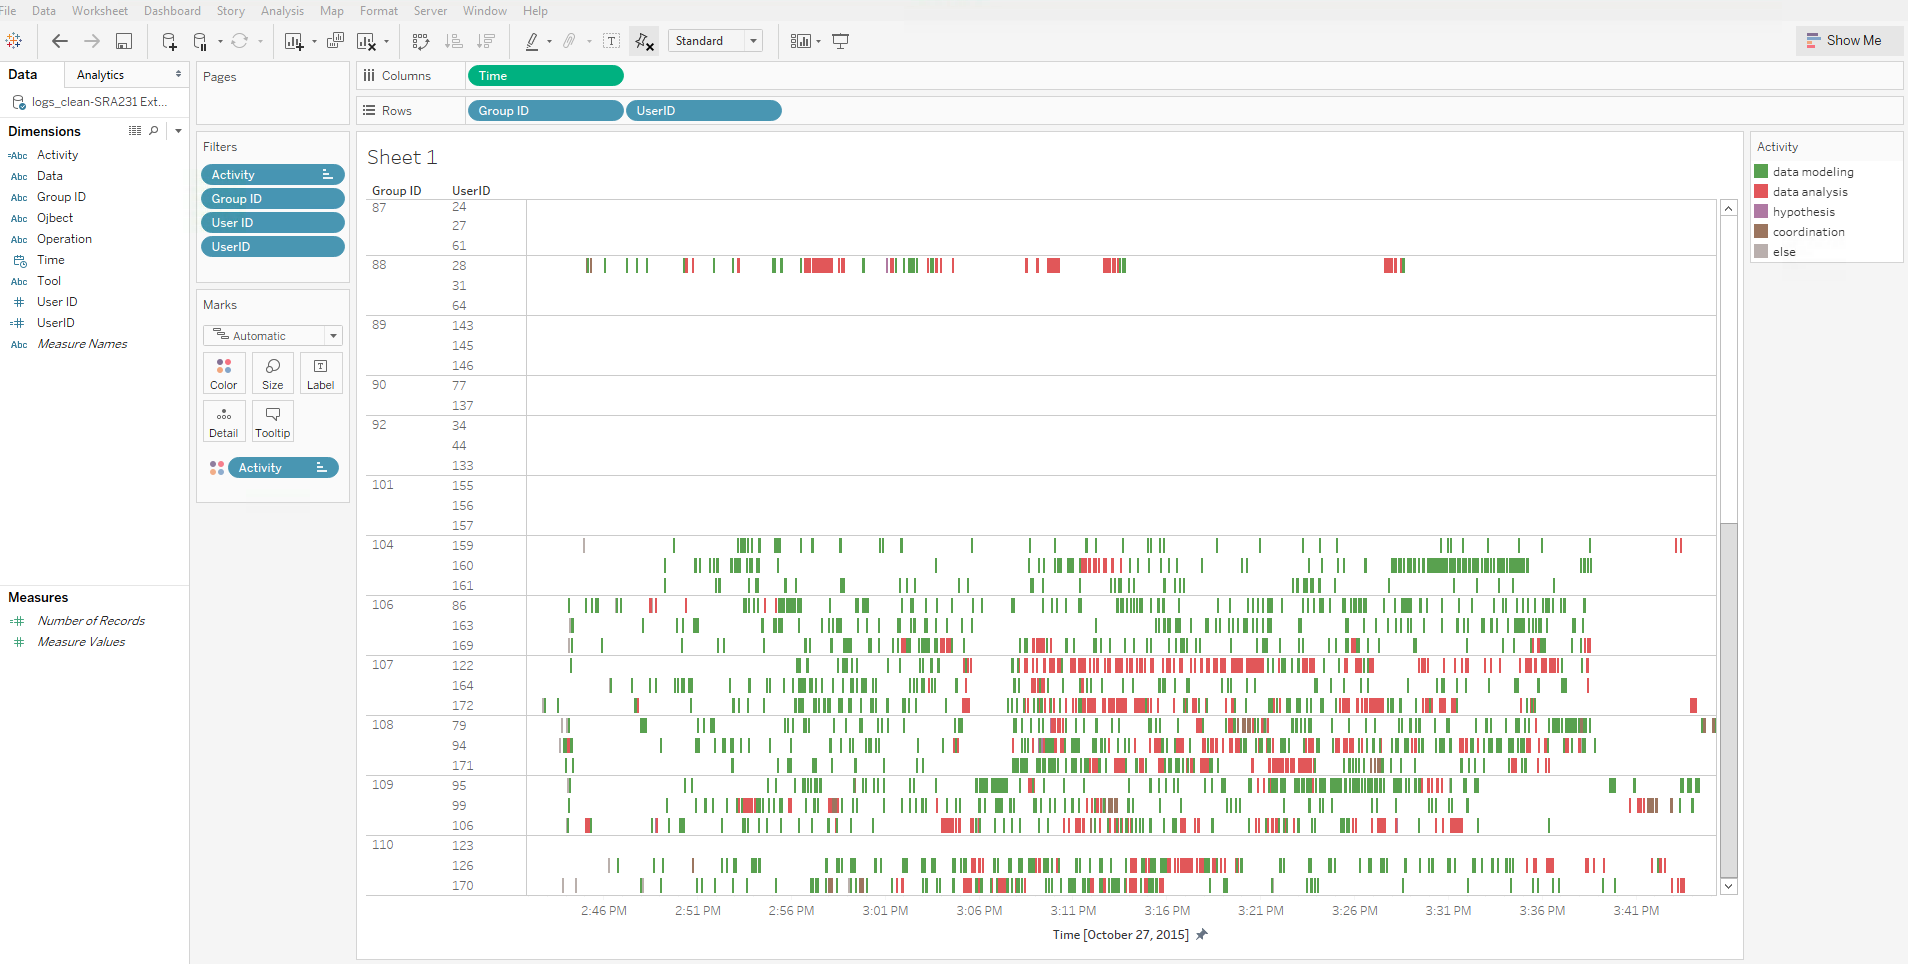 File Data Worksheet Dashboard Story Analysis Map Format Server Window Help
Standard
Show Me
Data Analytics
logs_clean-SRA231 Ext...
Dimensions
Abc Activity
Abc Data
Abc Group ID
Abc Ojbect
Abc Operation
Time
Abc Tool
# User ID
# UserID
Abc Measure Names
Measures
# Number of Records
# Measure Values
Pages
Filters
Activity
Group ID
User ID
UserID
Marks
Automatic
Color Size Label
Detail Tooltip
Activity
Columns Time
Rows Group ID UserID
Sheet 1
Group ID UserID
87 24
27
61
88 28
31
64
89 143
145
146
90 77
137
92 34
44
133
101 155
156
157
104 159
160
161
106 86
163
169
107 122
164
172
108 79
94
171
109 95
99
106
110 123
126
170
2:46 PM 2:51 PM 2:56 PM 3:01 PM 3:06 PM 3:11 PM 3:16 PM 3:21 PM 3:26 PM 3:31 PM 3:36 PM 3:41 PM
Time [October 27, 2015]
Activity
data modeling
data analysis
hypothesis
coordination
else